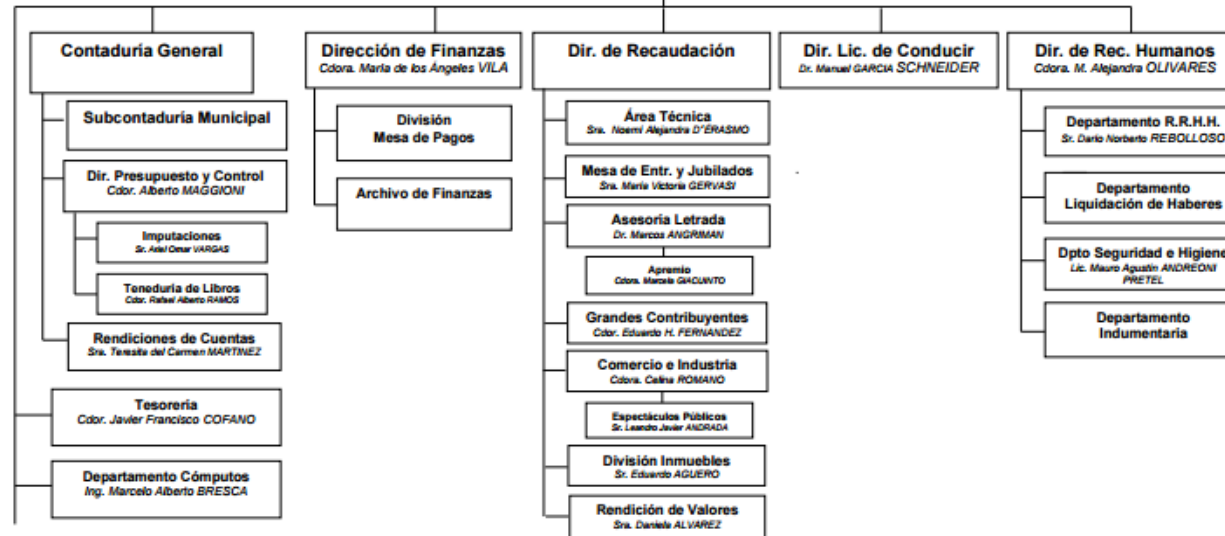 Contaduría General
Subcontaduría Municipal
Dir. Presupuesto y Control
Cdor. Alberto MAGGIONI
Imputaciones
Sr. Ariel Omar VARGAS
Teneduría de Libros
Cdor. Rafael Alberto RAMOS
Rendiciones de Cuentas
Sra. Teresita del Carmen MARTINEZ
Tesorería
Cdor. Javier Francisco COFANO
Departamento Cómputos
Ing. Marcelo Alberto BRESCA
Dirección de Finanzas
Cdora. María de los Ángeles VILA
División
Mesa de Pagos
Archivo de Finanzas
Dir. de Recaudación
Área Técnica
Sra. Noemí Alejandra D'ERASMO
Mesa de Entr. y Jubilados
Sra. María Victoria GERVASI
Asesoría Letrada
Dr. Marcos ANGRIMAN
Apremio
Cdora. Marcela GIACUINTO
Grandes Contribuyentes
Cdor. Eduardo H. FERNANDEZ
Comercio e Industria
Cdora. Celina ROMANO
Espectáculos Públicos
Sr. Leandro Javier ANDRADA
División Inmuebles
Sr. Eduardo AGUERO
Rendición de Valores
Sra. Daniela ALVAREZ
Dir. Lic. de Conducir
Dr. Manuel GARCIA SCHNEIDER
Dir. de Rec. Humanos
Cdora. M. Alejandra OLIVARES
Departamento R.R.H.H.
Sr. Darío Norberto REBOLLOSO
Departamento
Liquidación de Haberes
Dpto Seguridad e Higiene
Lic. Mauro Agustín ANDREONI
PRETEL
Departamento
Indumentaria